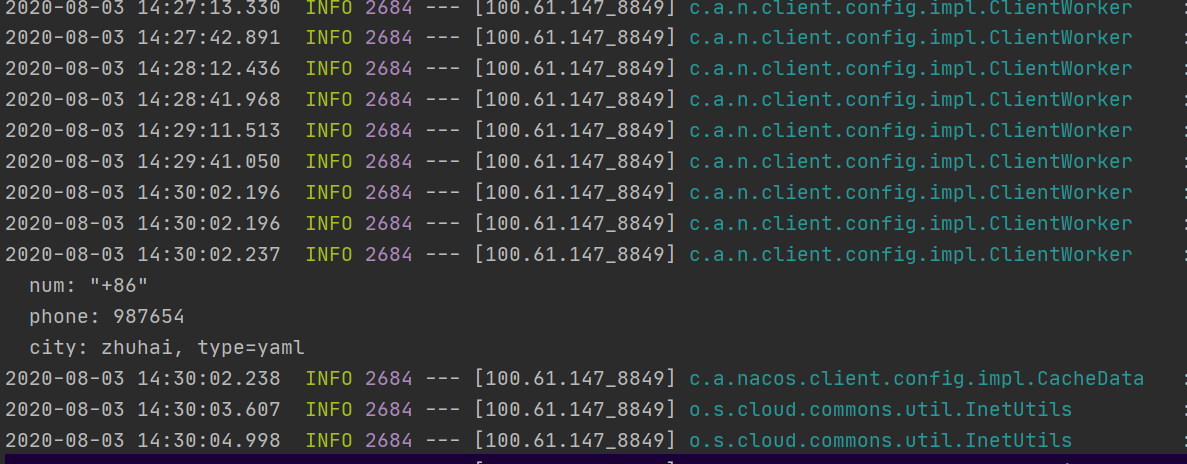 2020-08-03 14:27:13.330  INFO 2684 --- [100.61.147_8849] c.a.n.client.config.impl.ClientWorker    :
2020-08-03 14:27:42.891  INFO 2684 --- [100.61.147_8849] c.a.n.client.config.impl.ClientWorker    :
2020-08-03 14:28:12.436  INFO 2684 --- [100.61.147_8849] c.a.n.client.config.impl.ClientWorker    :
2020-08-03 14:28:41.968  INFO 2684 --- [100.61.147_8849] c.a.n.client.config.impl.ClientWorker    :
2020-08-03 14:29:11.513  INFO 2684 --- [100.61.147_8849] c.a.n.client.config.impl.ClientWorker    :
2020-08-03 14:29:41.050  INFO 2684 --- [100.61.147_8849] c.a.n.client.config.impl.ClientWorker    :
2020-08-03 14:30:02.196  INFO 2684 --- [100.61.147_8849] c.a.n.client.config.impl.ClientWorker    :
2020-08-03 14:30:02.196  INFO 2684 --- [100.61.147_8849] c.a.n.client.config.impl.ClientWorker    :
2020-08-03 14:30:02.237  INFO 2684 --- [100.61.147_8849] c.a.n.client.config.impl.ClientWorker    :
  num: "+86"
  phone: 987654
  city: zhuhai, type=yaml
2020-08-03 14:30:02.238  INFO 2684 --- [100.61.147_8849] c.a.nacos.client.config.impl.CacheData   :
2020-08-03 14:30:03.607  INFO 2684 --- [100.61.147_8849] o.s.cloud.commons.util.InetUtils         :
2020-08-03 14:30:04.998  INFO 2684 --- [100.61.147_8849] o.s.cloud.commons.util.InetUtils         :